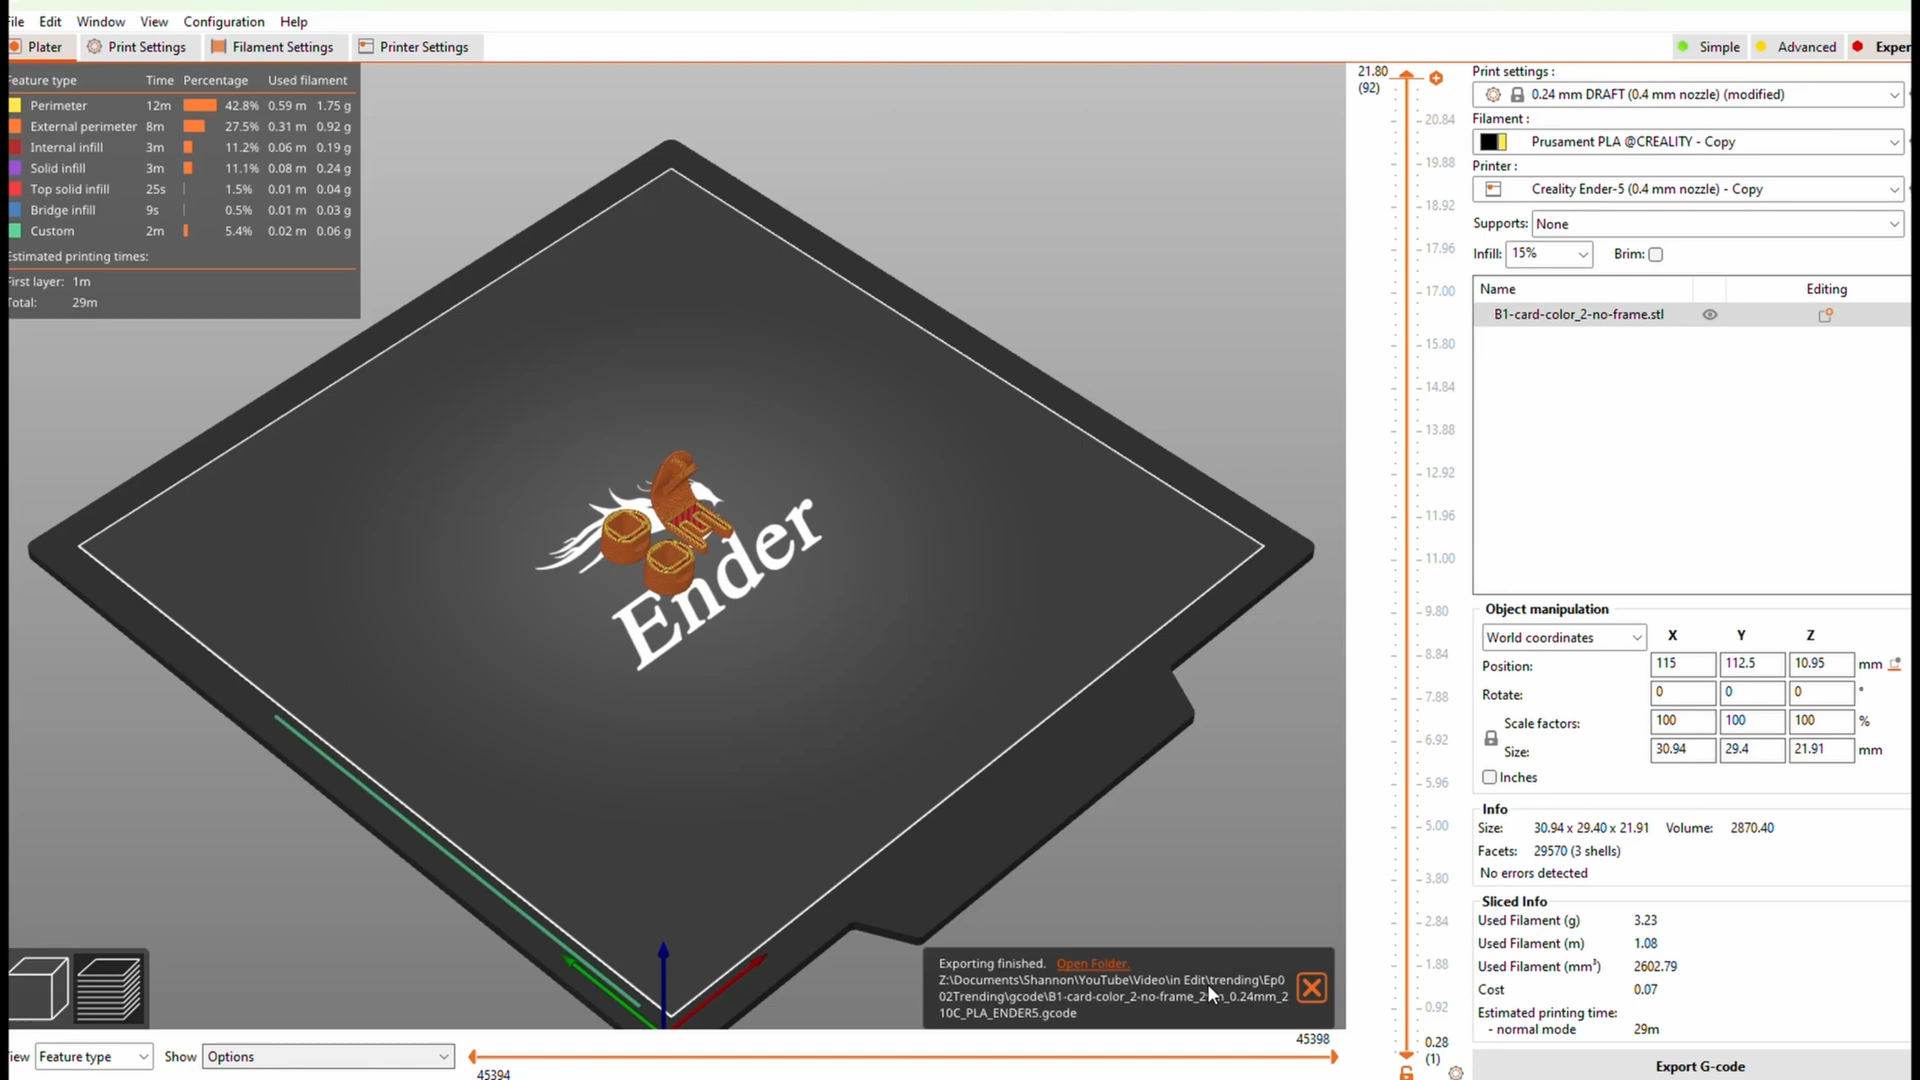 File Edit Window View Configuration Help
Plater Print Settings Filament Settings Printer Settings Simple Advanced Exper
Feature type Time Percentage Used filament
Perimeter 12m 42.8% 0.59 m 1.75 g
External perimeter 8m 27.5% 0.31 m 0.92 g
Internal infill 3m 11.2% 0.06 m 0.19 g
Solid infill 3m 11.1% 0.08 m 0.24 g
Top solid infill 25s 1.5% 0.01 m 0.04 g
Bridge infill 9s 0.5% 0.01 m 0.03 g
Custom 2m 5.4% 0.02 m 0.06 g
Estimated printing times:
First layer: 1m
Total: 29m
Ender
Exporting finished. Open Folder.
Z:\Documents\Shannon\YouTube\Video\in Edit\trending\Ep0
02Trending\gcode\B1-card-color_2-no-frame_29m_0.24mm_2
10C_PLA_ENDER5.gcode
View Feature type Show Options
45398
45394
21.80
(92)
20.84
19.88
18.92
17.96
17.00
15.80
14.84
13.88
12.92
11.96
11.00
9.80
8.84
7.88
6.92
5.96
5.00
3.80
2.84
1.88
0.92
0.28
(1)
Print settings :
0.24 mm DRAFT (0.4 mm nozzle) (modified)
Filament :
Prusament PLA @CREALITY - Copy
Printer :
Creality Ender-5 (0.4 mm nozzle) - Copy
Supports: None
Infill: 15% Brim:
Name Editing
B1-card-color_2-no-frame.stl
Object manipulation
World coordinates X Y Z
Position: 115 112.5 10.95 mm
Rotate: 0 0 0 °
Scale factors: 100 100 100 %
Size: 30.94 29.4 21.91 mm
Inches
Info
Size: 30.94 x 29.40 x 21.91 Volume: 2870.40
Facets: 29570 (3 shells)
No errors detected
Sliced Info
Used Filament (g) 3.23
Used Filament (m) 1.08
Used Filament (mm³) 2602.79
Cost 0.07
Estimated printing time:
- normal mode 29m
Export G-code